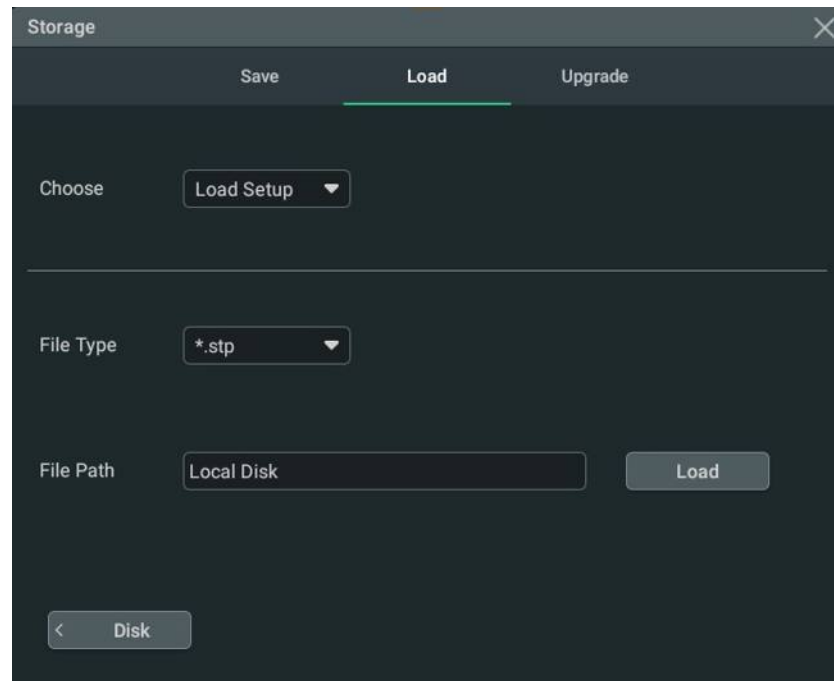 Storage
Save Load Upgrade
Choose Load Setup
File Type *.stp
File Path Local Disk Load
< Disk